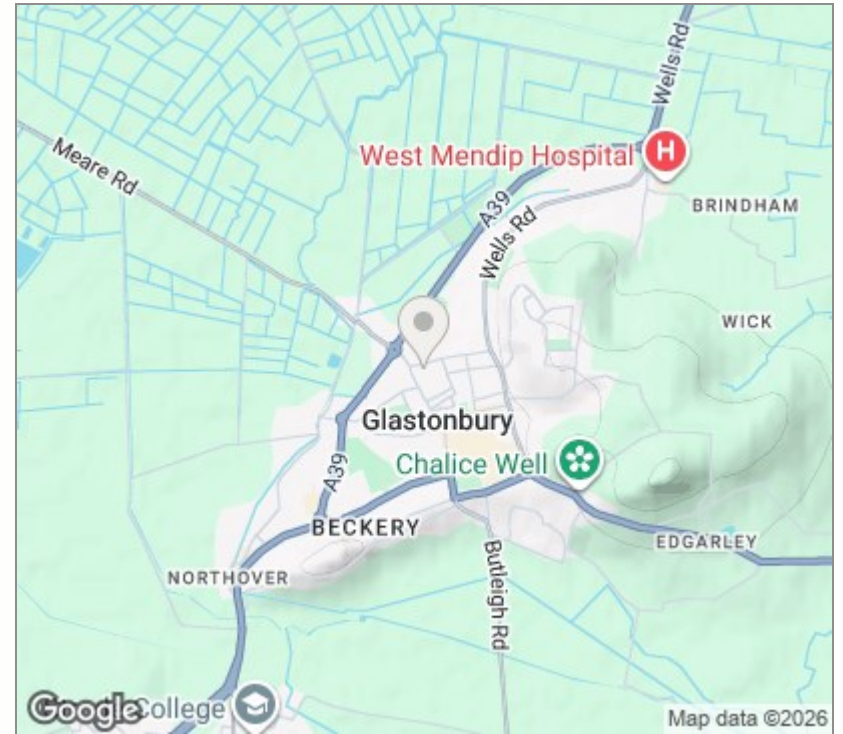 Wells Rd
Meare Rd
West Mendip Hospital
H
A39
BRINDHAM
Wells Rd
WICK
Glastonbury
Chalice Well
A39
BECKERY
EDGARLEY
NORTHOVER
Butleigh Rd
Google
College
Map data ©2026